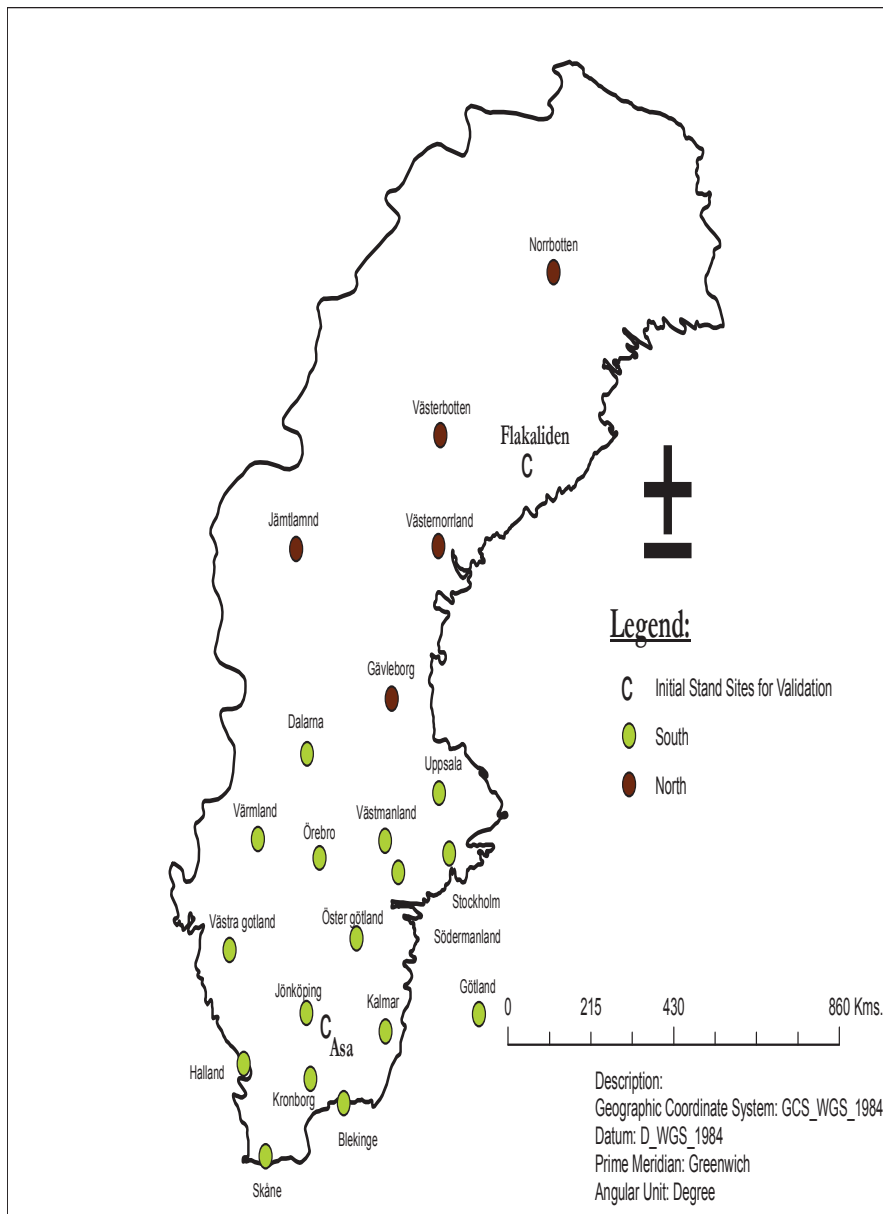 Norrbotten
Västerbotten
Flakaliden
C
Jämtlamnd
Västernorrland
±
Legend:
C Initial Stand Sites for Validation
South
North
Gävleborg
Dalarna
Uppsala
Värmland
Västmanland
Örebro
Stockholm
Västra gotland
Öster götland
Södermanland
Jönköping
Kalmar
Götland
0 215 430 860 Kms.
C
Asa
Halland
Kronborg
Blekinge
Skåne
Description:
Geographic Coordinate System: GCS_WGS_1984
Datum: D_WGS_1984
Prime Meridian: Greenwich
Angular Unit: Degree